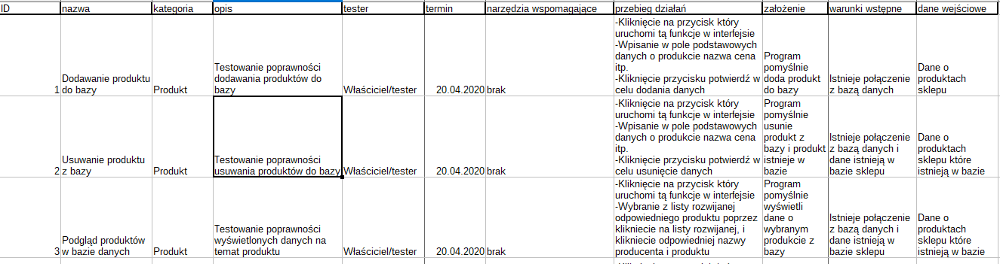 ID nazwa kategoria opis tester termin narzędzia wspomagające przebieg działań założenie warunki wstępne dane wejściowe
1
Dodawanie produktu
do bazy
Produkt
Testowanie poprawności
dodawania produktów do
bazy
Właściciel/tester
20.04.2020
brak
-Kliknięcie na przycisk który
uruchomi tą funkcje w interfejsie
-Wpisanie w pole podstawowych
danych o produkcie nazwa cena
itp.
-Kliknięcie przycisku potwierdź w
celu dodania danych
Program
pomyślnie
doda produkt
do bazy
Istnieje połączenie
z bazą danych
Dane o
produktach
sklepu
2
Usuwanie produktu
z bazy
Produkt
Testowanie poprawności
usuwania produktów do bazy
Właściciel/tester
20.04.2020
brak
-Kliknięcie na przycisk który
uruchomi tą funkcje w interfejsie
-Wpisanie w pole podstawowych
danych o produkcie nazwa cena
itp.
-Kliknięcie przycisku potwierdź w
celu usunięcie danych
Program
pomyślnie
usunie
produkt z
bazy i produkt
istnieje w
bazie
Istnieje połączenie
z bazą danych i
dane istnieją w
bazie sklepu
Dane o
produktach
sklepu które
istnieją w bazie
3
Podgląd produktów
w bazie danych
Produkt
Testowanie poprawności
wyświetlonych danych na
temat produktu
Właściciel/tester
20.04.2020
brak
-Kliknięcie na przycisk który
uruchomi tą funkcje w interfejsie
-Wybranie z listy rozwijanej
odpowiedniego produktu poprzez
klikniecie na listy rozwijanej, i
klikniecie odpowiedniej nazwy
producenta i produktu
Program
pomyślnie
wyświetli
dane o
wybranym
produkcie z
bazy
Istnieje połączenie
z bazą danych i
dane istnieją w
bazie sklepu
Dane o
produktach
sklepu które
istnieją w bazie